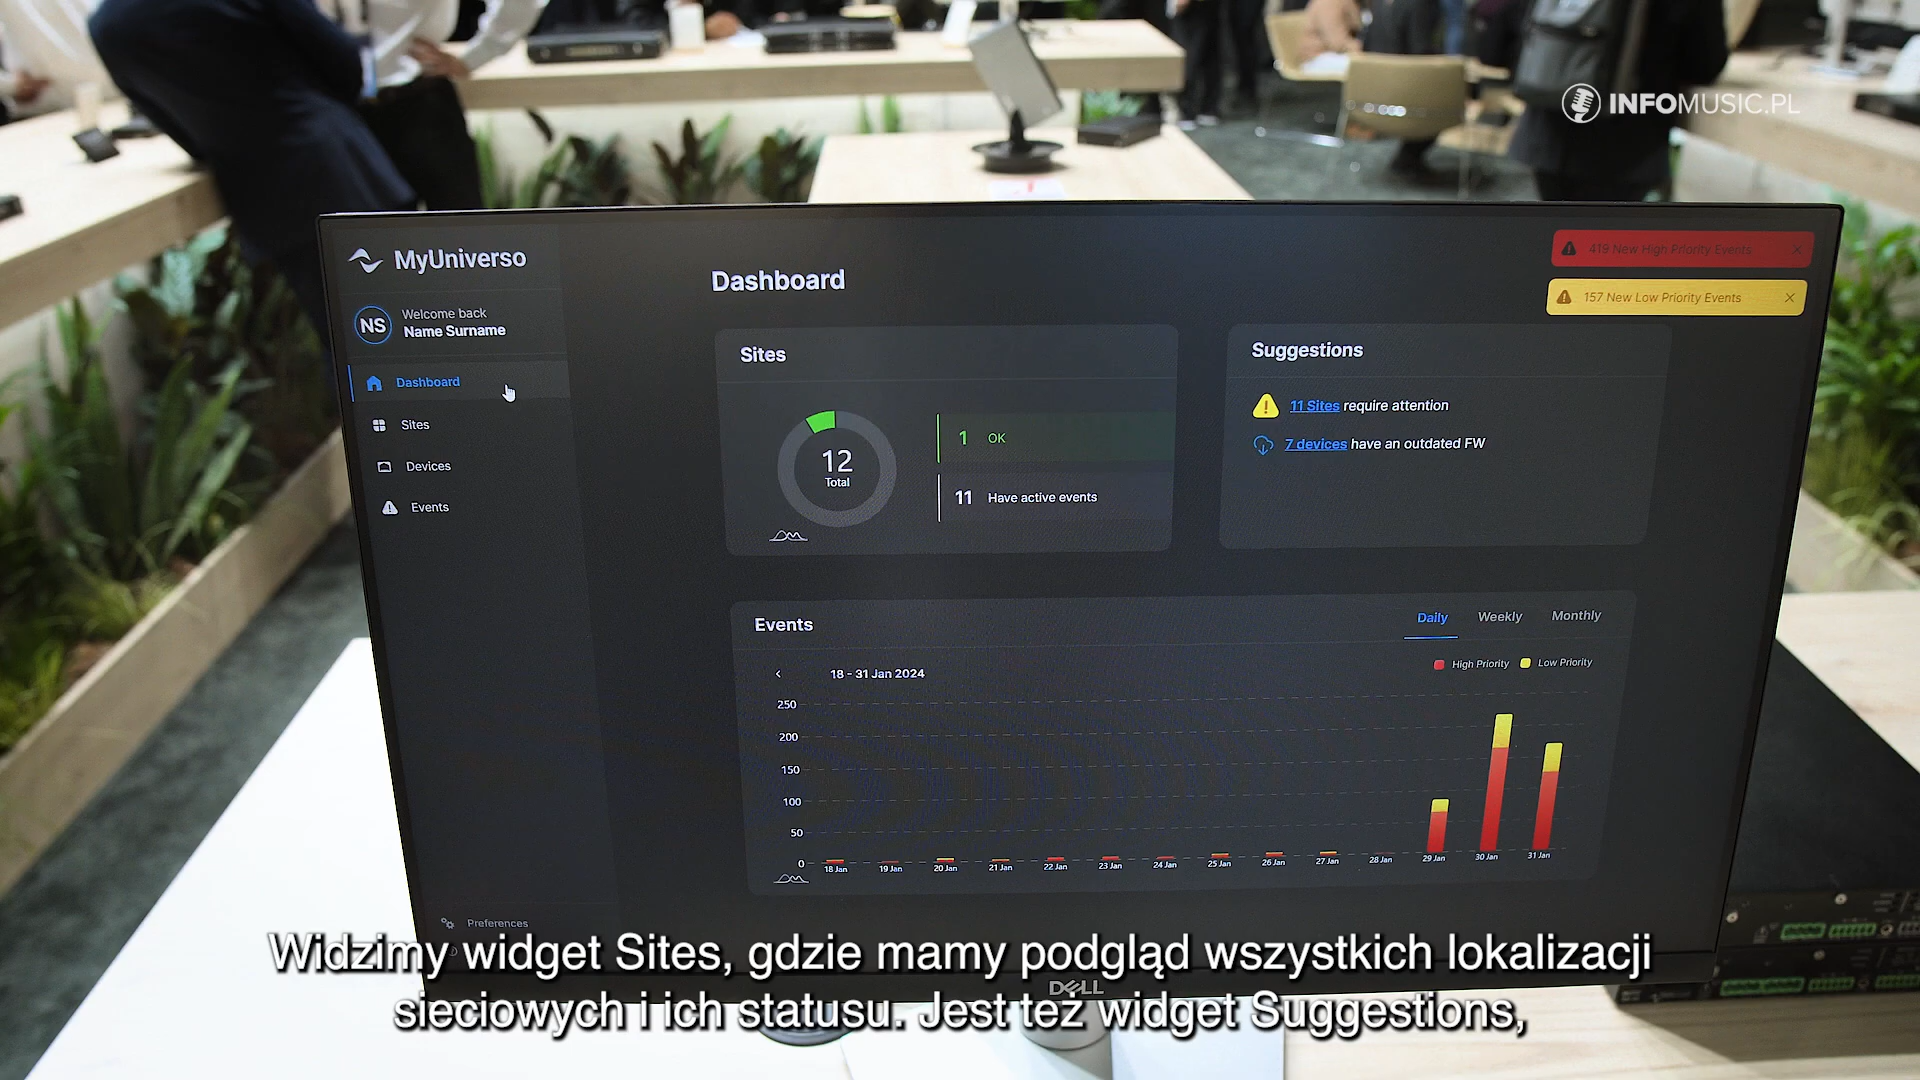 INFOMUSIC.PL
MyUniverso
NS
Welcome back
Name Surname
Dashboard
Sites
Devices
Events
Preferences
Dashboard
419 New High Priority Events
157 New Low Priority Events
Sites
12
Total
1 OK
11 Have active events
Suggestions
11 Sites require attention
7 devices have an outdated FW
Events
Daily Weekly Monthly
18 - 31 Jan 2024
High Priority Low Priority
250
200
150
100
50
0
18 Jan 19 Jan 20 Jan 21 Jan 22 Jan 23 Jan 24 Jan 25 Jan 26 Jan 27 Jan 28 Jan 29 Jan 30 Jan 31 Jan
DELL
Widzimy widget Sites, gdzie mamy podgląd wszystkich lokalizacji
sieciowych i ich statusu. Jest też widget Suggestions,